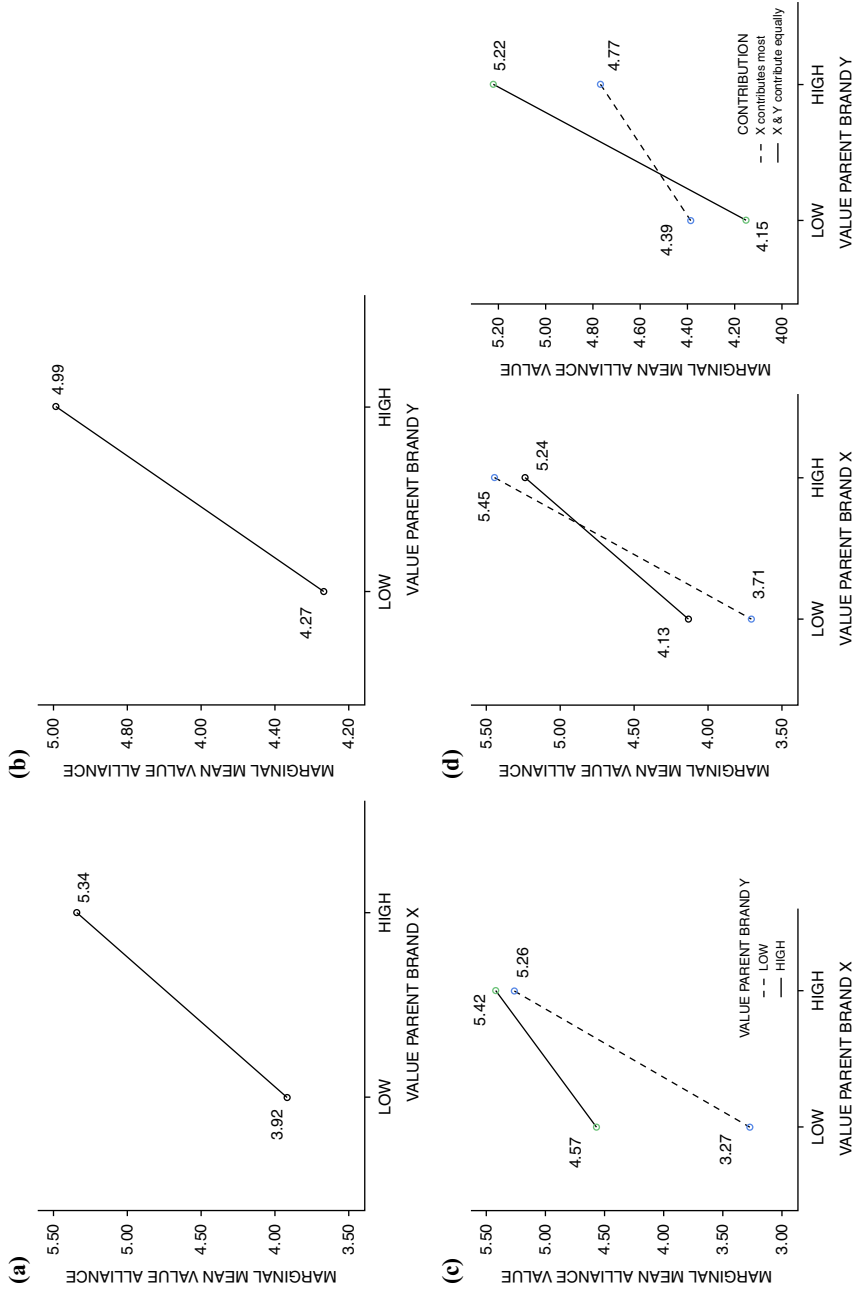 (a)
MARGINAL MEAN VALUE ALLIANCE
5.50
5.00
4.50
4.00
3.50
3.92
5.34
LOW
HIGH
VALUE PARENT BRAND X
(b)
MARGINAL MEAN VALUE ALLIANCE
5.00
4.80
4.00
4.00
4.20
4.27
4.99
LOW
HIGH
VALUE PARENT BRANDY
(c)
MARGINAL MEAN ALLIANCE VALUE
5.50
5.00
4.50
4.00
3.50
3.00
4.57
5.42
3.27
5.26
VALUE PARENT BRANDY
LOW
HIGH
LOW
HIGH
VALUE PARENT BRAND X
(d)
MARGINAL MEAN VALUE ALLIANCE
5.50
5.00
4.50
4.00
3.50
4.13
5.45
5.24
3.71
LOW
HIGH
VALUE PARENT BRAND X
MARGINAL MEAN ALLIANCE VALUE
5.20
5.00
4.80
4.60
4.40
4.20
400
5.22
4.77
4.39
4.15
CONTRIBUTION
X contributes most
X & Y contribute equally
LOW
HIGH
VALUE PARENT BRANDY